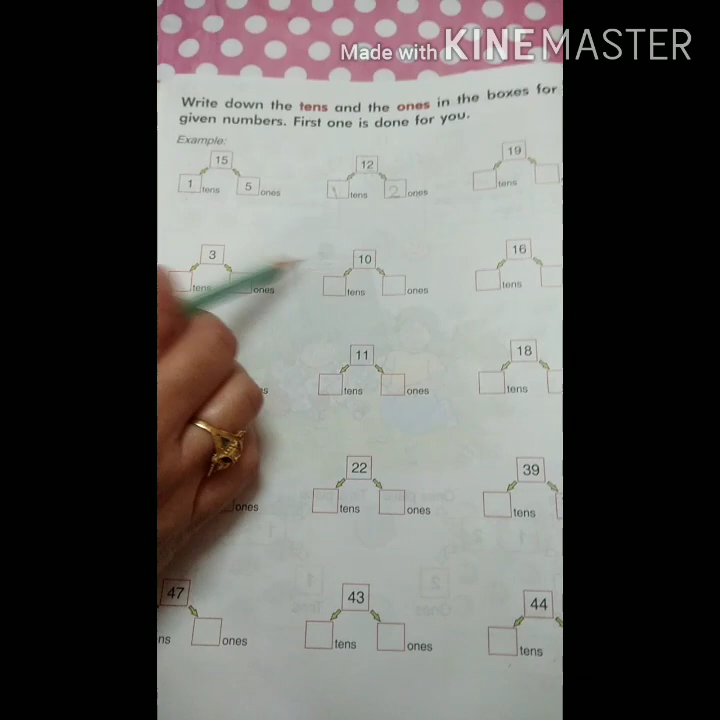 Made with KINEMASTER
Write down the tens and the ones in the boxes for
given numbers. First one is done for you.
Example:
15 12 19
1 tens 5 ones 1 tens 2 ones tens
3 10 16
tens ones tens ones tens
11 18
tens ones tens
22 39
ones tens ones tens
47 43 44
ones tens ones tens